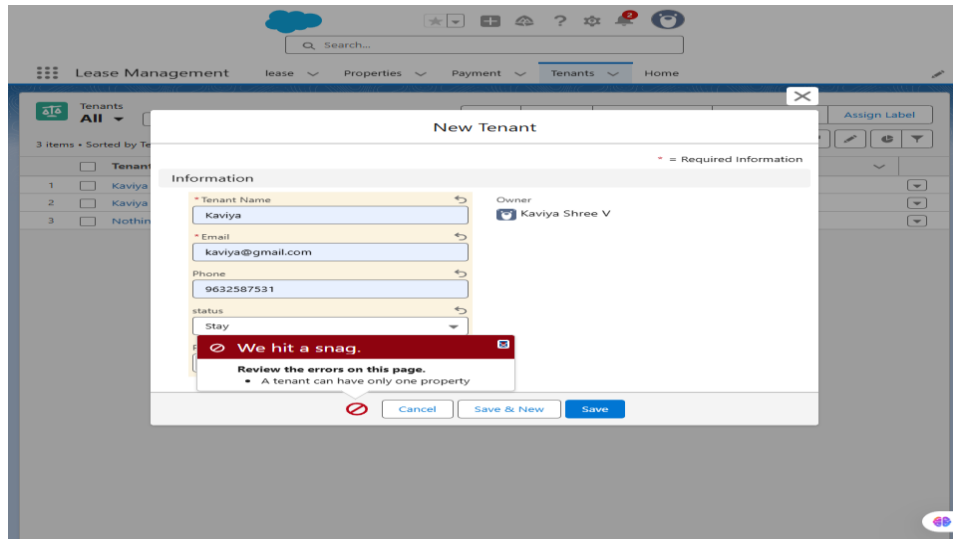 2
Search...
Lease Management lease Properties Payment Tenants Home
Tenants
All
Assign Label
3 items • Sorted by Te
Tenant
1 Kaviya
2 Kaviya
3 Nothin
New Tenant
* = Required Information
Information
*Tenant Name
Kaviya
Owner
Kaviya Shree V
*Email
kaviya@gmail.com
Phone
9632587531
status
Stay
We hit a snag.
Review the errors on this page.
• A tenant can have only one property
Cancel Save & New Save